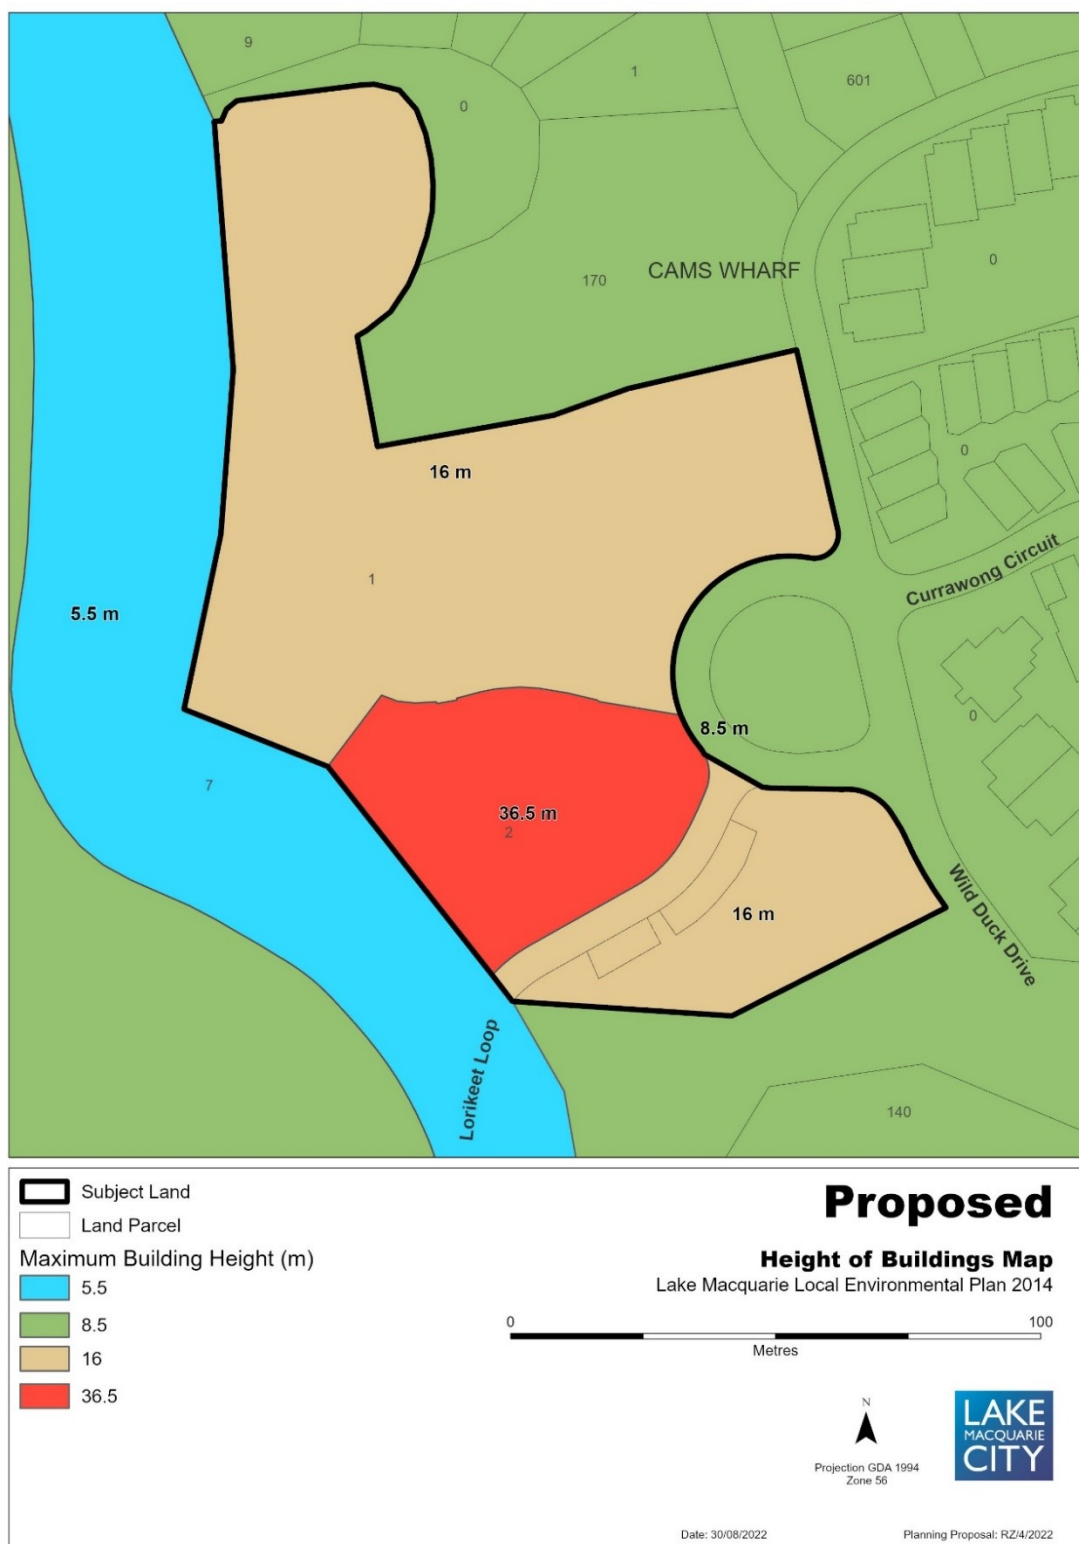 9
0
1
601
170
CAMS WHARF
0
16 m
0
1
Currawong Circuit
5.5 m
0
8.5 m
7
36.5 m
2
16 m
Wild Duck Drive
Lorikeet Loop
140
Subject Land
Land Parcel
Maximum Building Height (m)
5.5
8.5
16
36.5
Proposed
Height of Buildings Map
Lake Macquarie Local Environmental Plan 2014
0 100
Metres
N
Projection GDA 1994
Zone 56
LAKE
MACQUARIE
CITY
Date: 30/08/2022
Planning Proposal: RZ/4/2022